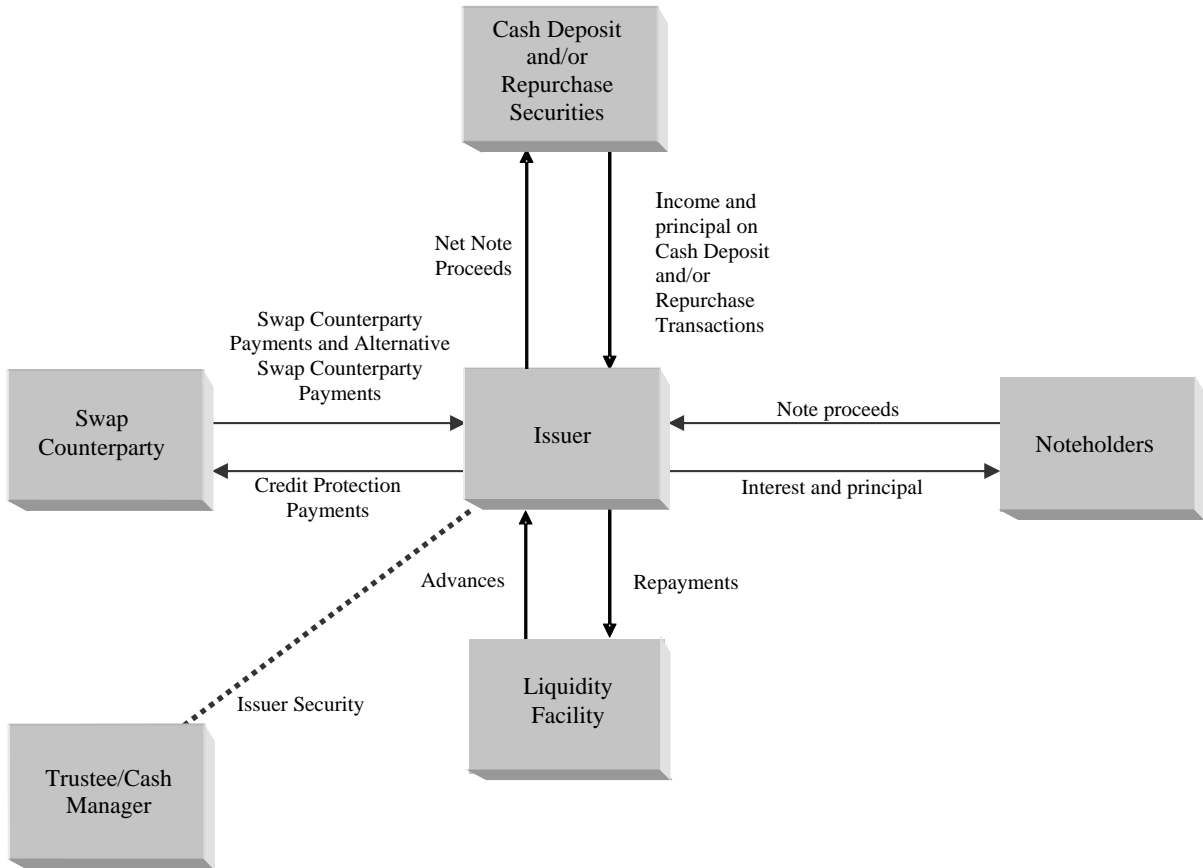 Cash Deposit
and/or
Repurchase
Securities
Net Note
Proceeds
Income and
principal on
Cash Deposit
and/or
Repurchase
Transactions
Swap Counterparty
Payments and Alternative
Swap Counterparty
Payments
Swap
Counterparty
Issuer
Note proceeds
Noteholders
Credit Protection
Payments
Interest and principal
Advances
Repayments
Issuer Security
Liquidity
Facility
Trustee/Cash
Manager